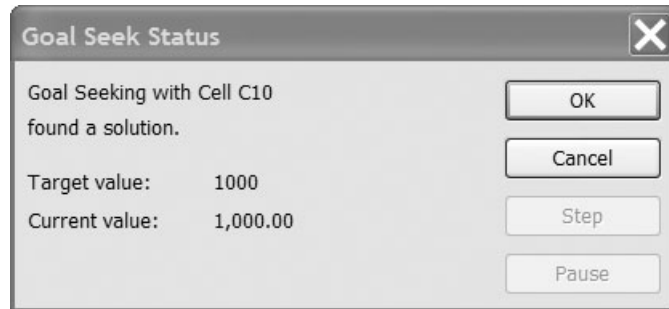 Goal Seek Status
Goal Seeking with Cell C10
found a solution.
Target value: 1000
Current value: 1,000.00
OK
Cancel
Step
Pause